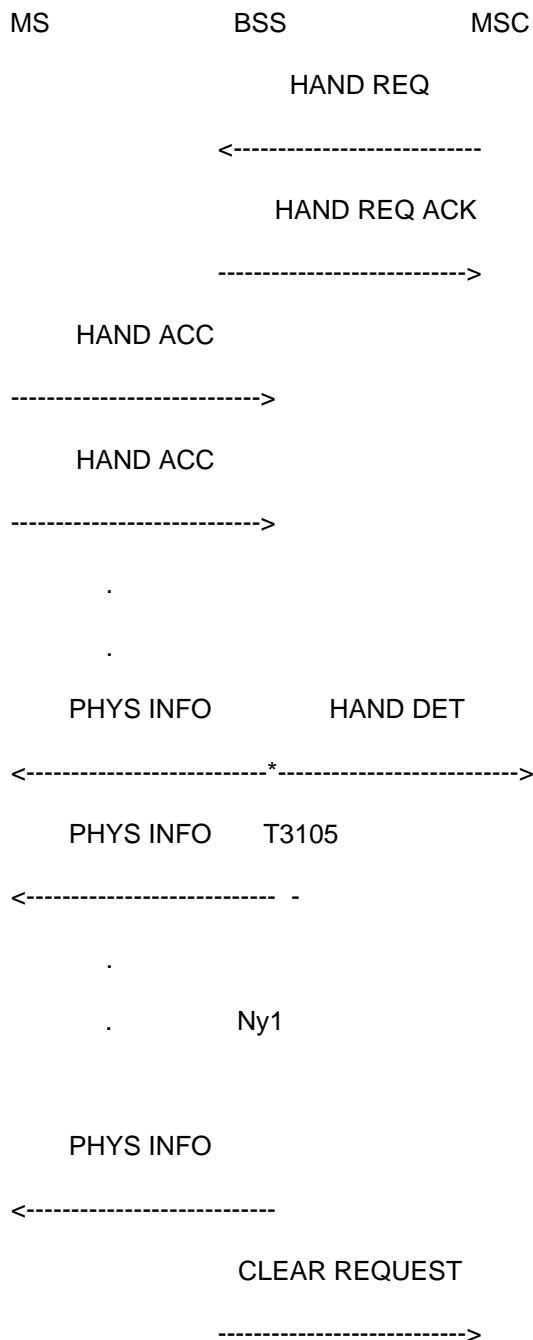 MS BSS MSC
HAND REQ
<----------------------------
HAND REQ ACK
---------------------------->
HAND ACC
---------------------------->
HAND ACC
---------------------------->
.
.
PHYS INFO HAND DET
<---------------------------*--------------------------->
PHYS INFO T3105
<---------------------------- -
.
. Ny1
PHYS INFO
<----------------------------
CLEAR REQUEST
---------------------------->